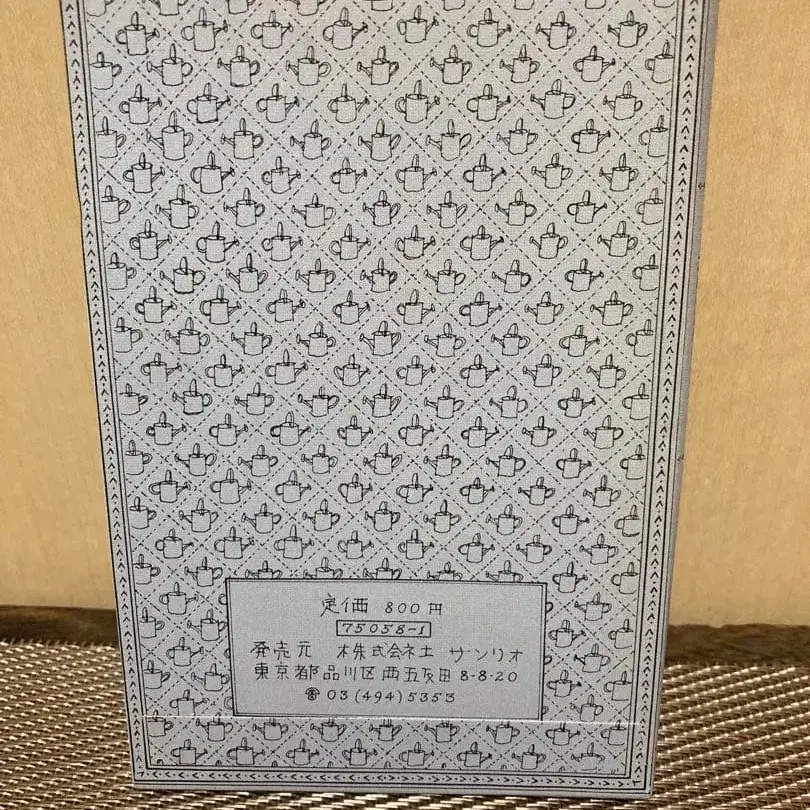 定価 800円
75058-1
発売元 株式会社 サンリオ
東京都品川区西五反田 8-8-20
☎ 03(494)5353